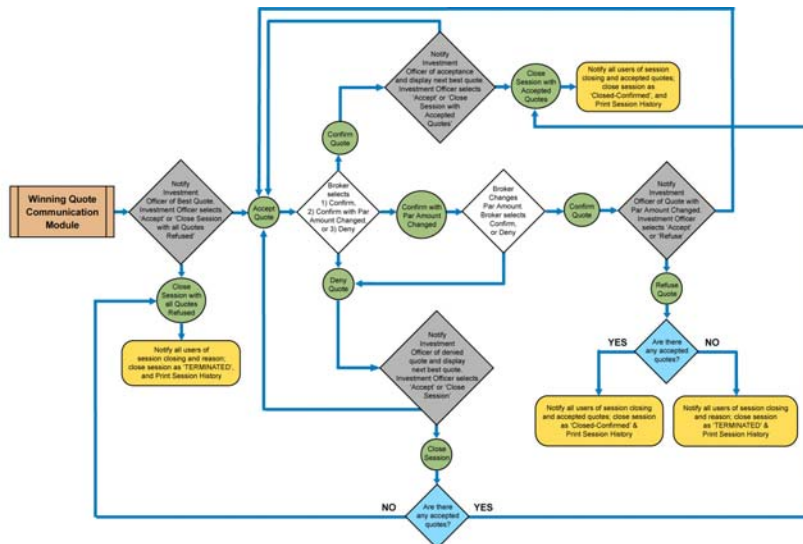 Notify
Investment
Officer of acceptance
and display next best quote
Investment Officer selects
'Accept' or 'Close
Session with
Accepted
Quotes'
Close
Session with
Accepted
Quotes
Notify all users of session
closing and accepted quotes;
close session as
'Closed-Confirmed', and
Print Session History
Confirm
Quote
Winning Quote
Communication
Module
Notify
Investment
Officer of Best Quote.
Investment Officer selects
'Accept' or 'Close Session
with all Quotes
Refused'
Accept
Quote
Broker
selects
1) Confirm,
2) Confirm with Par
Amount Changed,
or 3) Deny
Confirm with
Par Amount
Changed
Broker
Changes
Par Amount.
Broker selects
Confirm,
or Deny
Confirm
Quote
Notify
Investment
Officer of Quote with
Par Amount Changed.
Investment Officer
selects 'Accept'
or 'Refuse'
Close
Session with
all Quotes
Refused
Deny
Quote
Refuse
Quote
Notify all users of
session closing and reason;
close session as 'TERMINATED',
and Print Session History
Notify
Investment
Officer of denied
quote and display
next best quote.
Investment Officer selects
'Accept' or 'Close
Session'
YES
Are there
any accepted
quotes?
NO
Notify all users of session closing
and accepted quotes; close session
as 'Closed-Confirmed' &
Print Session History
Notify all users of session closing
and reason; close session
as 'TERMINATED' &
Print Session History
Close
Session
NO
Are there
any accepted
quotes?
YES